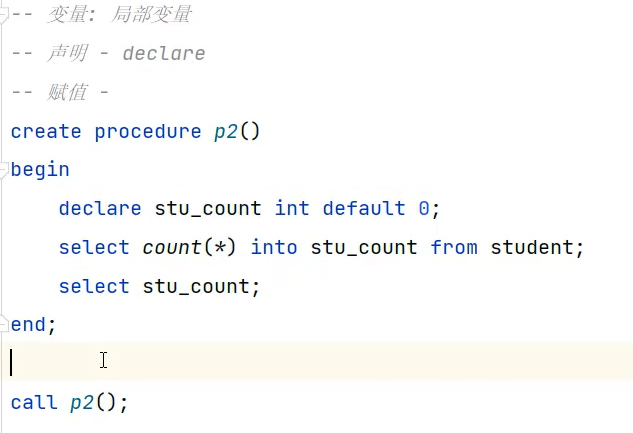 -- 变量: 局部变量
-- 声明 - declare
-- 赋值 -
create procedure p2()
begin
    declare stu_count int default 0;
    select count(*) into stu_count from student;
    select stu_count;
end;
call p2();